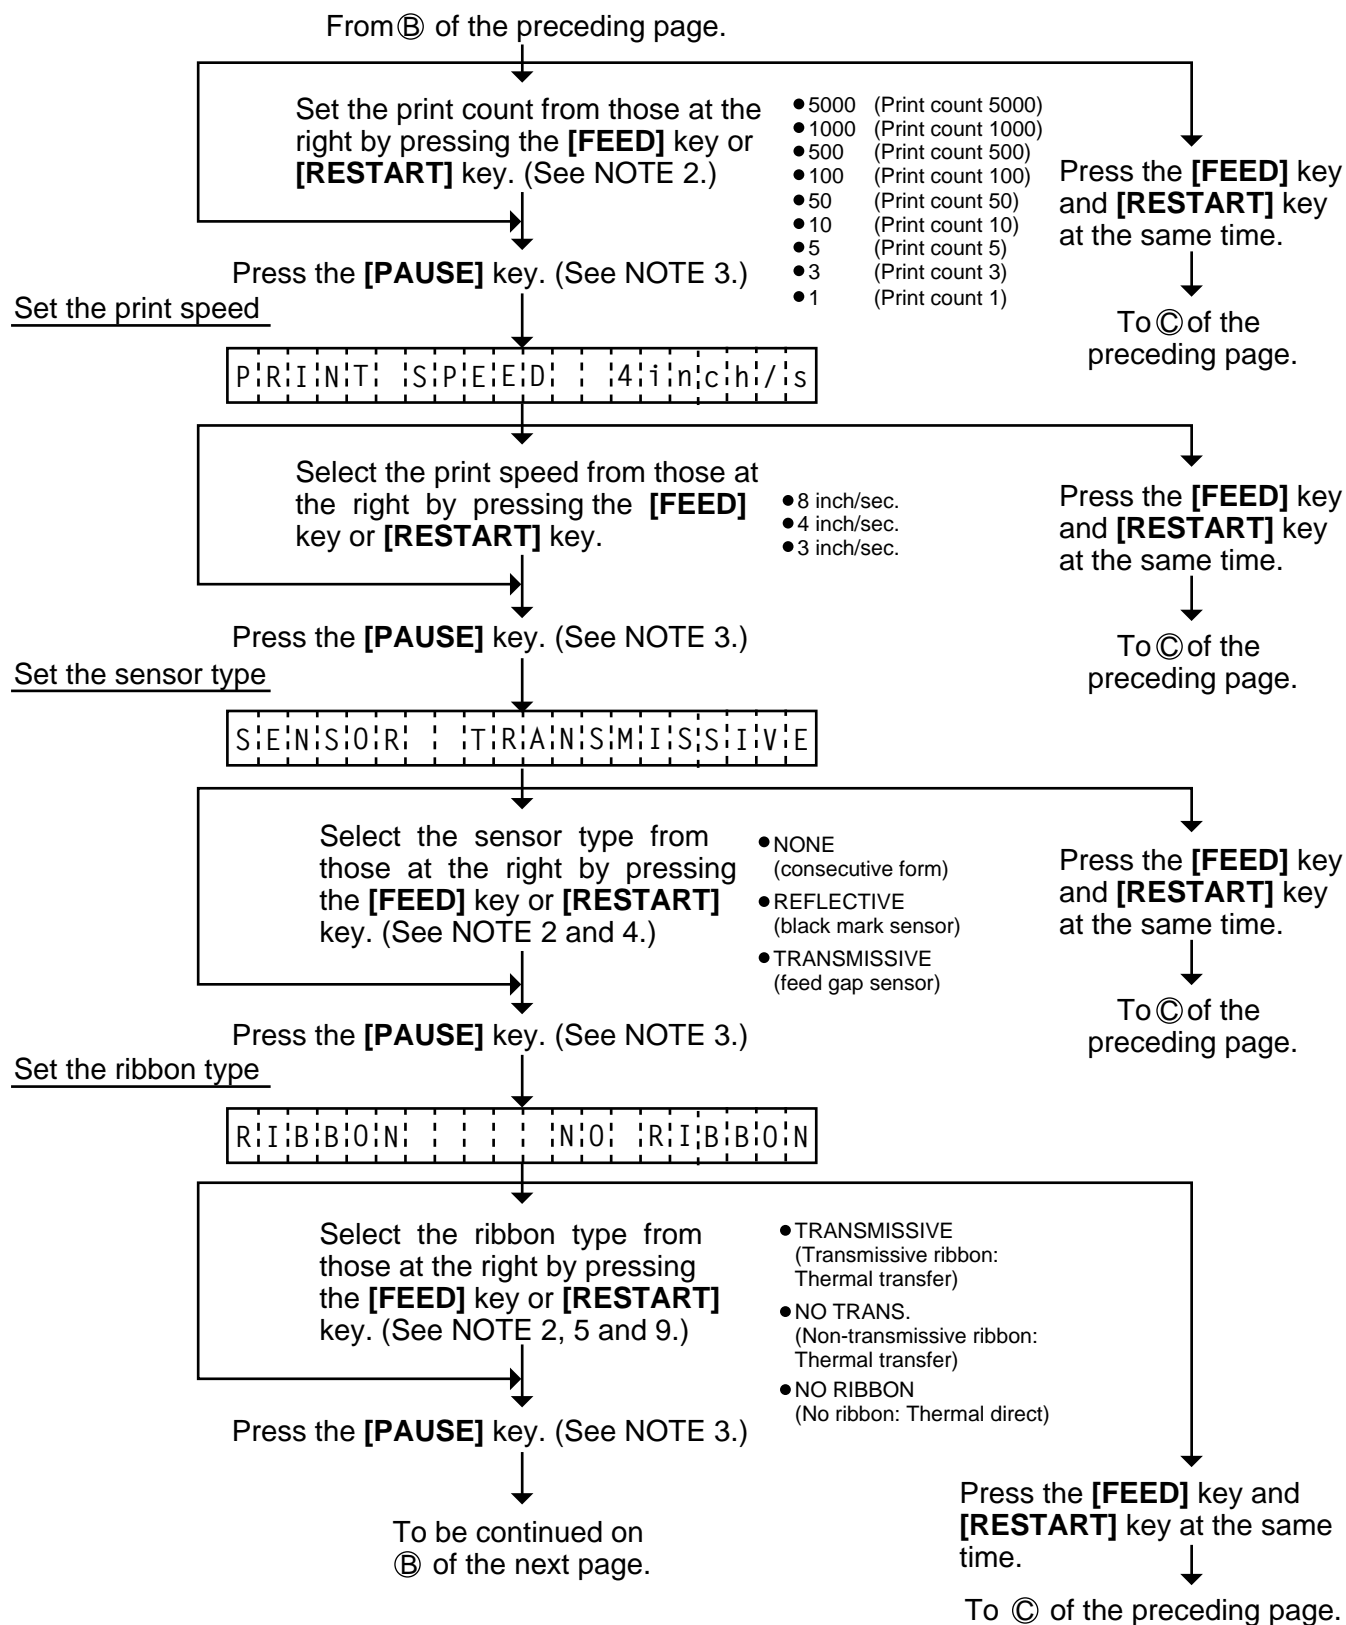 From Ⓑ of the preceding page.
Set the print count from those at the
right by pressing the [FEED] key or
[RESTART] key. (See NOTE 2.)
●5000 (Print count 5000)
●1000 (Print count 1000)
●500 (Print count 500)
●100 (Print count 100)
●50 (Print count 50)
●10 (Print count 10)
●5 (Print count 5)
●3 (Print count 3)
●1 (Print count 1)
Press the [FEED] key
and [RESTART] key
at the same time.
To Ⓒ of the
preceding page.
Press the [PAUSE] key. (See NOTE 3.)
Set the print speed
PRINT SPEED  4inch/s
Select the print speed from those at
the right by pressing the [FEED]
key or [RESTART] key.
●8 inch/sec.
●4 inch/sec.
●3 inch/sec.
Press the [FEED] key
and [RESTART] key
at the same time.
To Ⓒ of the
preceding page.
Press the [PAUSE] key. (See NOTE 3.)
Set the sensor type
SENSOR  TRANSMISSIVE
Select the sensor type from
those at the right by pressing
the [FEED] key or [RESTART]
key. (See NOTE 2 and 4.)
●NONE
(consecutive form)
●REFLECTIVE
(black mark sensor)
●TRANSMISSIVE
(feed gap sensor)
Press the [FEED] key
and [RESTART] key
at the same time.
To Ⓒ of the
preceding page.
Press the [PAUSE] key. (See NOTE 3.)
Set the ribbon type
RIBBON     NO RIBBON
Select the ribbon type from
those at the right by pressing
the [FEED] key or [RESTART]
key. (See NOTE 2, 5 and 9.)
●TRANSMISSIVE
(Transmissive ribbon:
Thermal transfer)
●NO TRANS.
(Non-transmissive ribbon:
Thermal transfer)
●NO RIBBON
(No ribbon: Thermal direct)
Press the [PAUSE] key. (See NOTE 3.)
To be continued on
Ⓑ of the next page.
Press the [FEED] key and
[RESTART] key at the same
time.
To Ⓒ of the preceding page.